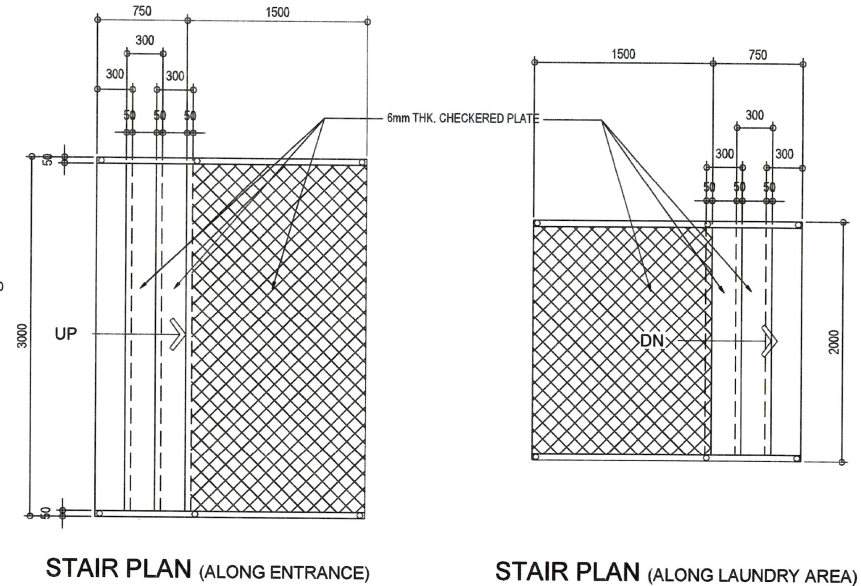 750 1500
300
300 300
50 50 50
6mm THK. CHECKERED PLATE
50
3000
UP
50
STAIR PLAN (ALONG ENTRANCE)
1500 750
300
300 300
50 50 50
DN
2000
STAIR PLAN (ALONG LAUNDRY AREA)